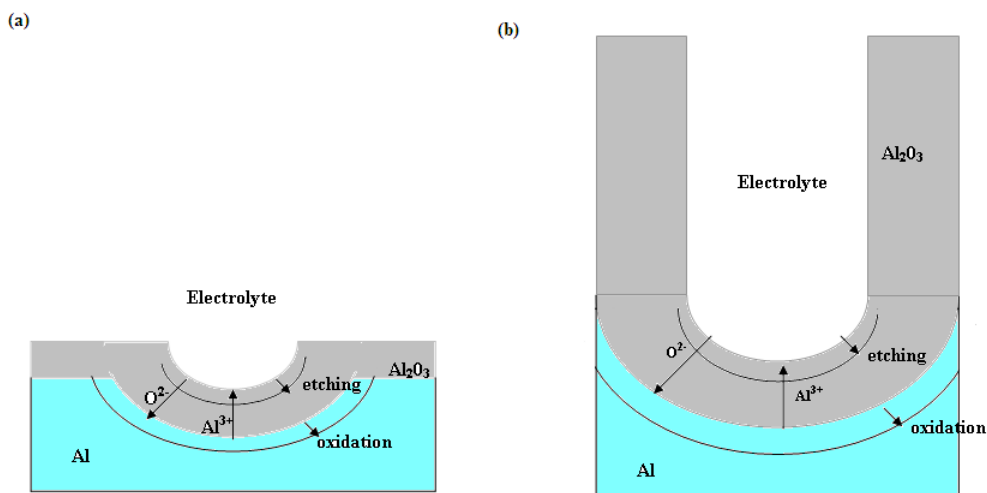 (a)
Electrolyte
Al₂O₃
etching
O²⁻
Al³⁺
oxidation
Al
(b)
Al₂O₃
Electrolyte
O²⁻
etching
Al³⁺
oxidation
Al